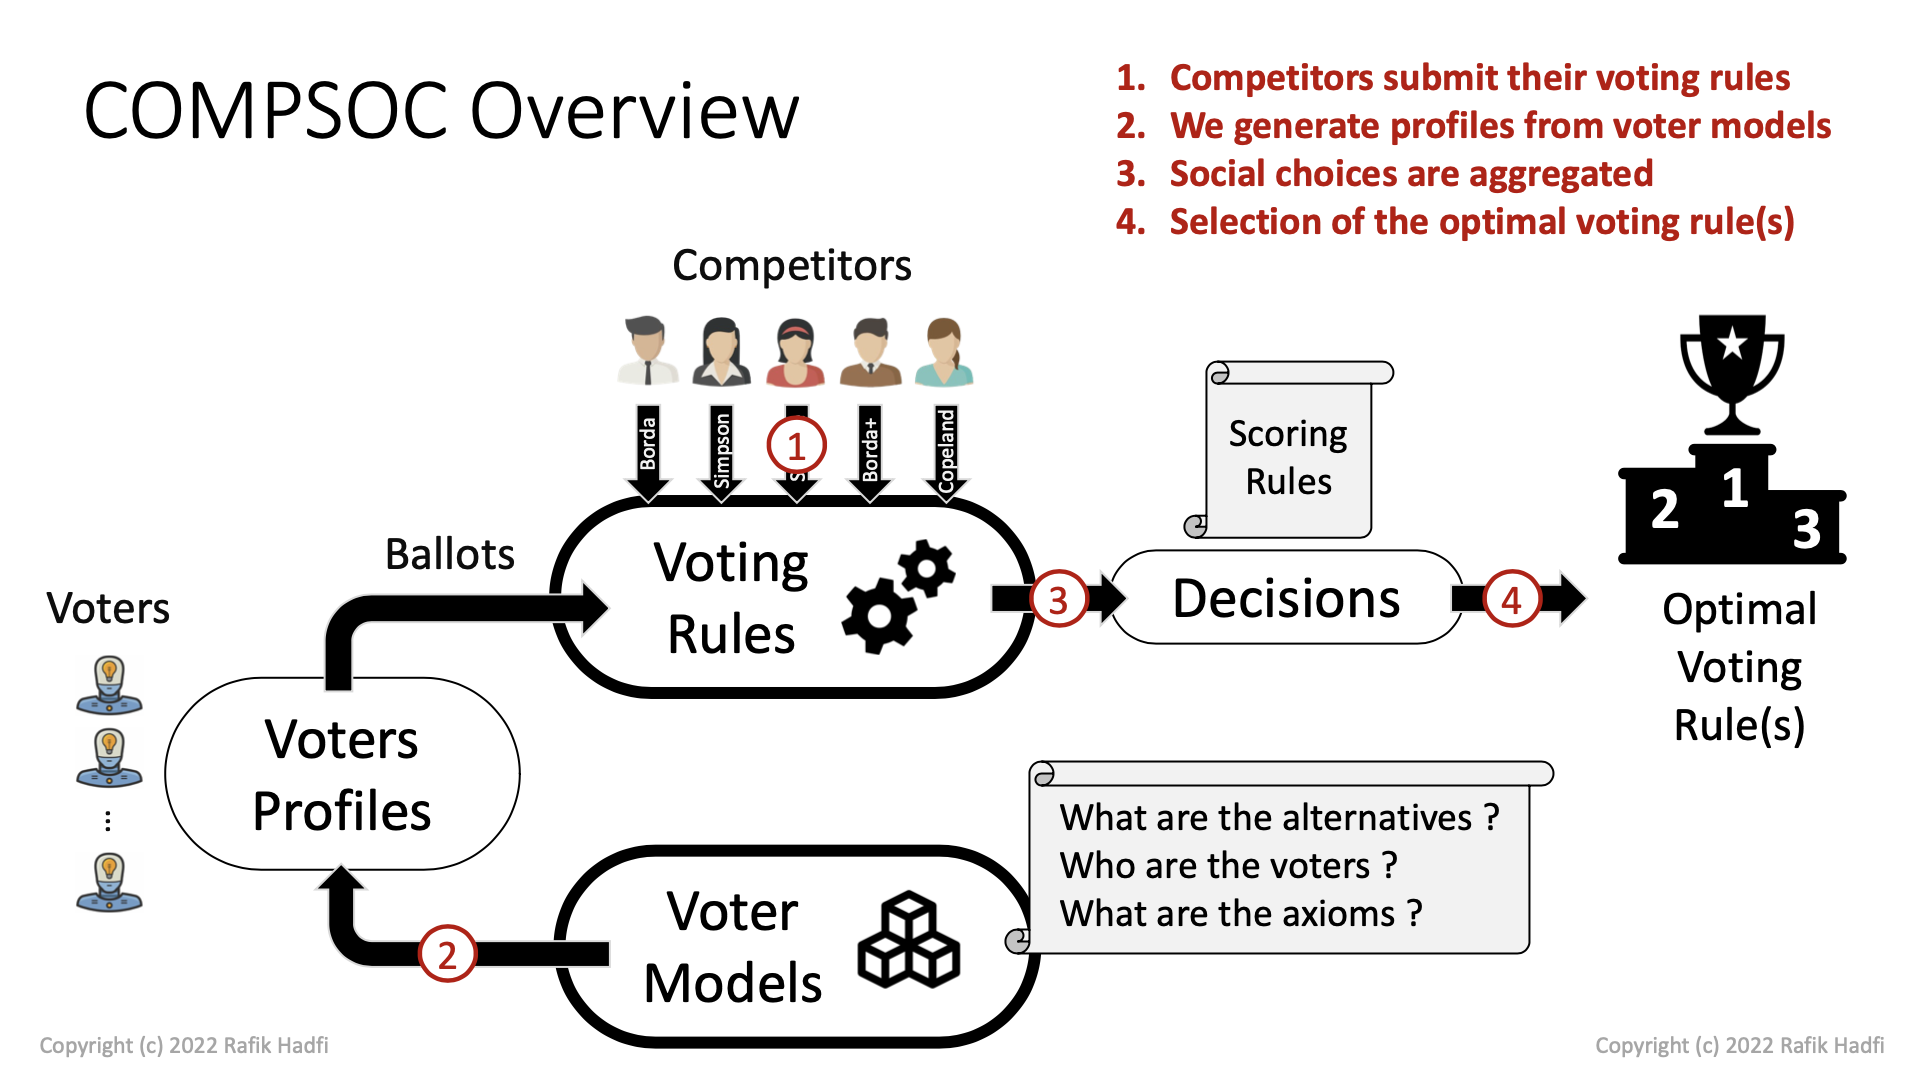 COMPSOC Overview
1. Competitors submit their voting rules
2. We generate profiles from voter models
3. Social choices are aggregated
4. Selection of the optimal voting rule(s)
Competitors
Borda
Simpson
1
Borda+
Copeland
Scoring
Rules
2
1
3
Ballots
Voting
Rules
3
Decisions
4
Optimal
Voting
Rule(s)
Voters
⋮
Voters
Profiles
What are the alternatives ?
Who are the voters ?
What are the axioms ?
Voter
Models
2
Copyright (c) 2022 Rafik Hadfi
Copyright (c) 2022 Rafik Hadfi